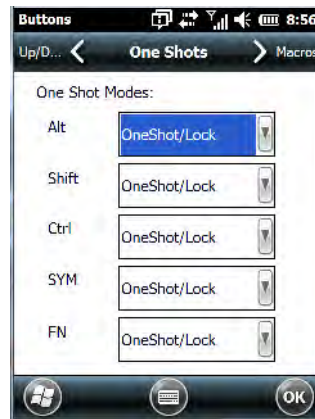 Buttons 8:56
Up/D... One Shots Macros
One Shot Modes:
Alt OneShot/Lock
Shift OneShot/Lock
Ctrl OneShot/Lock
SYM OneShot/Lock
FN OneShot/Lock
OK